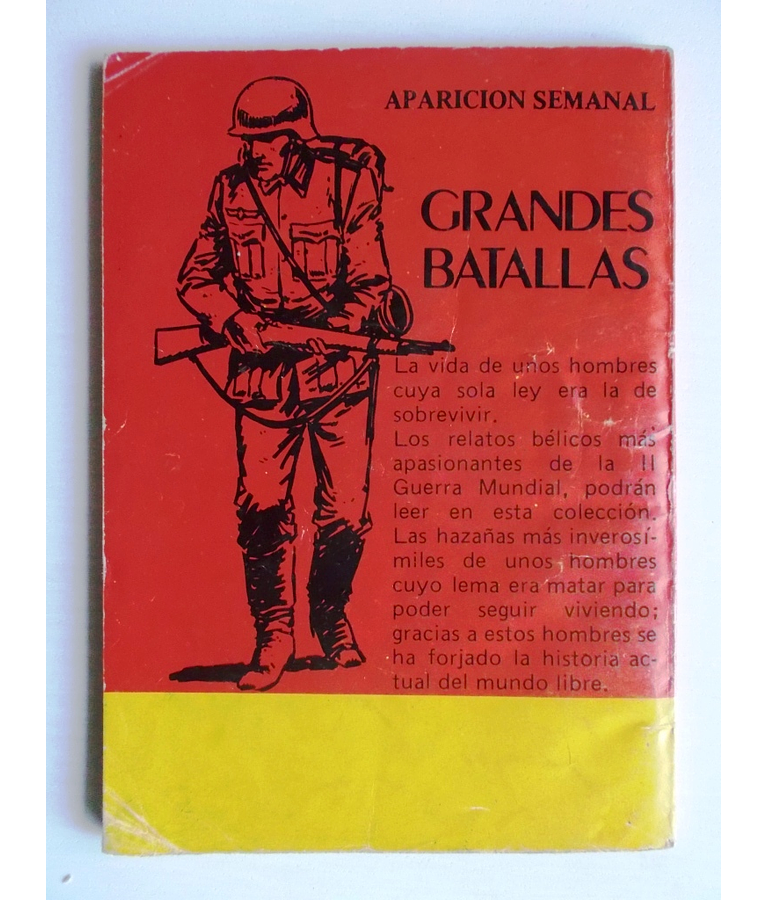 APARICION SEMANAL
GRANDES
BATALLAS
La vida de unos hombres
cuya sola ley era la de
sobrevivir.
Los relatos bélicos más
apasionantes de la II
Guerra Mundial, podrán
leer en esta colección.
Las hazañas más inverosí-
miles de unos hombres
cuyo lema era matar para
poder seguir viviendo;
gracias a estos hombres se
ha forjado la historia ac-
tual del mundo libre.